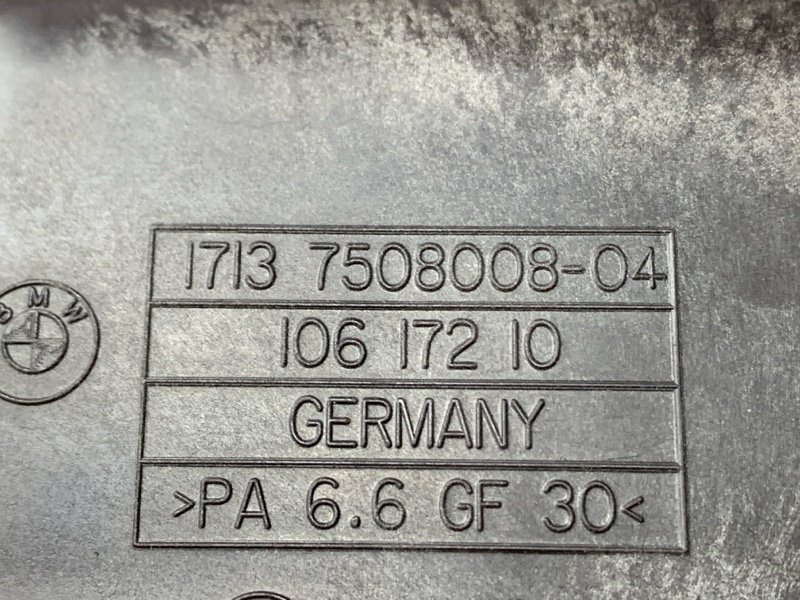 1713 7508008-04
106 172 10
BMW
GERMANY
>PA 6.6 GF 30<